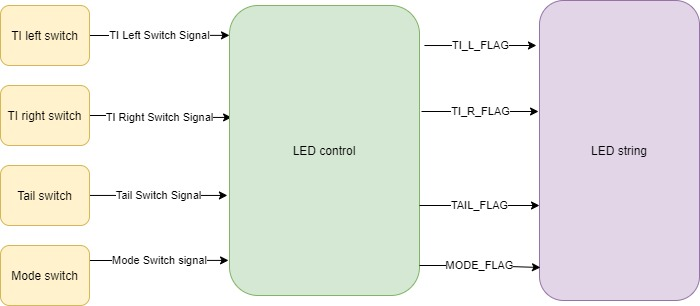 TI left switch
TI Left Switch Signal
TI_L_FLAG
TI right switch
TI Right Switch Signal
TI_R_FLAG
LED control
LED string
Tail switch
Tail Switch Signal
TAIL_FLAG
Mode switch
Mode Switch signal
MODE_FLAG